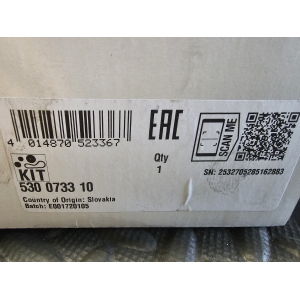 4 014870 523367
EAC
SCAN ME
Qty
1
KIT
530 0733 10
SN: 2532705285162883
Country of Origin: Slovakia
Batch: E001720105